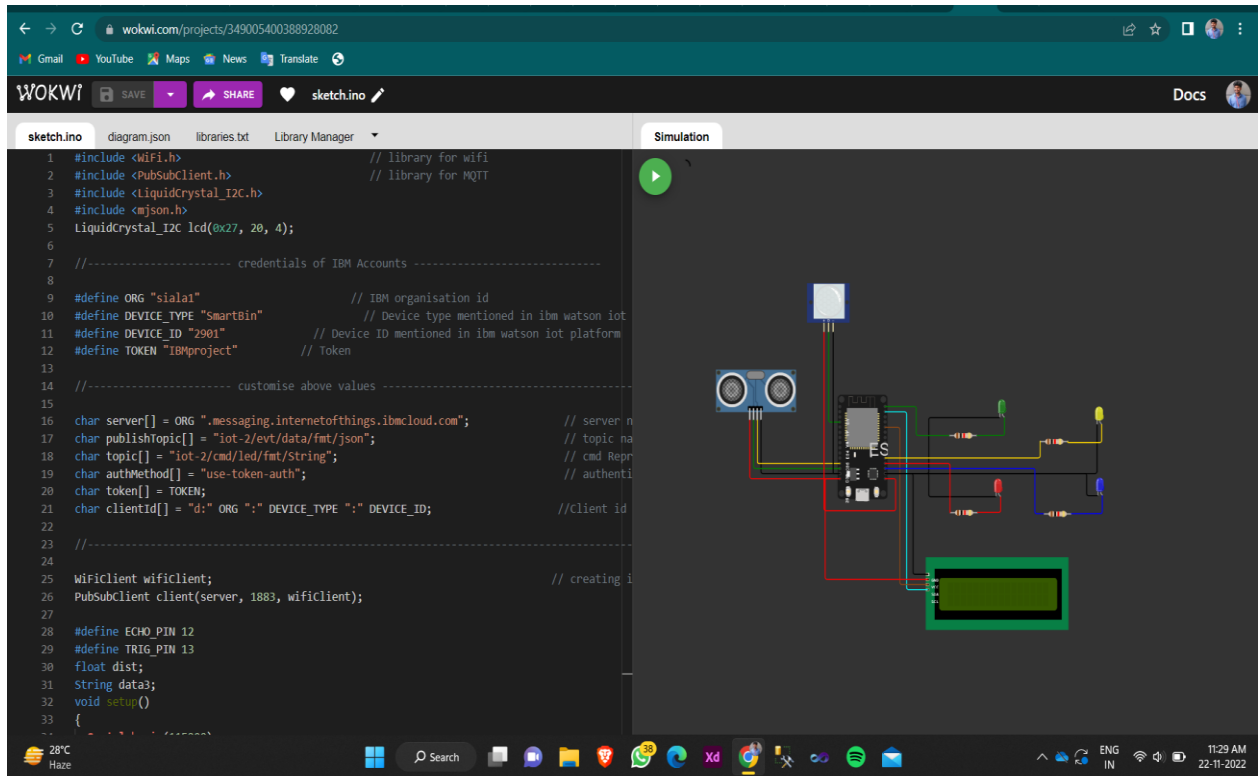 wokwi.com/projects/349005400388928082
Gmail YouTube Maps News Translate
WOKWI SAVE SHARE sketch.ino Docs
sketch.ino diagram.json libraries.txt Library Manager Simulation
1 #include <WiFi.h> // library for wifi
2 #include <PubSubClient.h> // library for MQTT
3 #include <LiquidCrystal_I2C.h>
4 #include <mjson.h>
5 LiquidCrystal_I2C lcd(0x27, 20, 4);
6
7 //----------------------- credentials of IBM Accounts ------------------------------
8
9 #define ORG "siala1" // IBM organisation id
10 #define DEVICE_TYPE "SmartBin" // Device type mentioned in ibm watson iot
11 #define DEVICE_ID "2901" // Device ID mentioned in ibm watson iot platform
12 #define TOKEN "IBMproject" // Token
13
14 //----------------------- customise above values ----------------------------------------
15
16 char server[] = ORG ".messaging.internetofthings.ibmcloud.com"; // server n
17 char publishTopic[] = "iot-2/evt/data/fmt/json"; // topic na
18 char topic[] = "iot-2/cmd/led/fmt/String"; // cmd Repr
19 char authMethod[] = "use-token-auth"; // authenti
20 char token[] = TOKEN;
21 char clientId[] = "d:" ORG ":" DEVICE_TYPE ":" DEVICE_ID; //Client id
22
23 //----------------------------------------------------------------------------------------
24
25 WiFiClient wifiClient; // creating i
26 PubSubClient client(server, 1883, wifiClient);
27
28 #define ECHO_PIN 12
29 #define TRIG_PIN 13
30 float dist;
31 String data3;
32 void setup()
33 {
ES
28°C
Haze
Search
38
Xd
ENG
IN
11:29 AM
22-11-2022